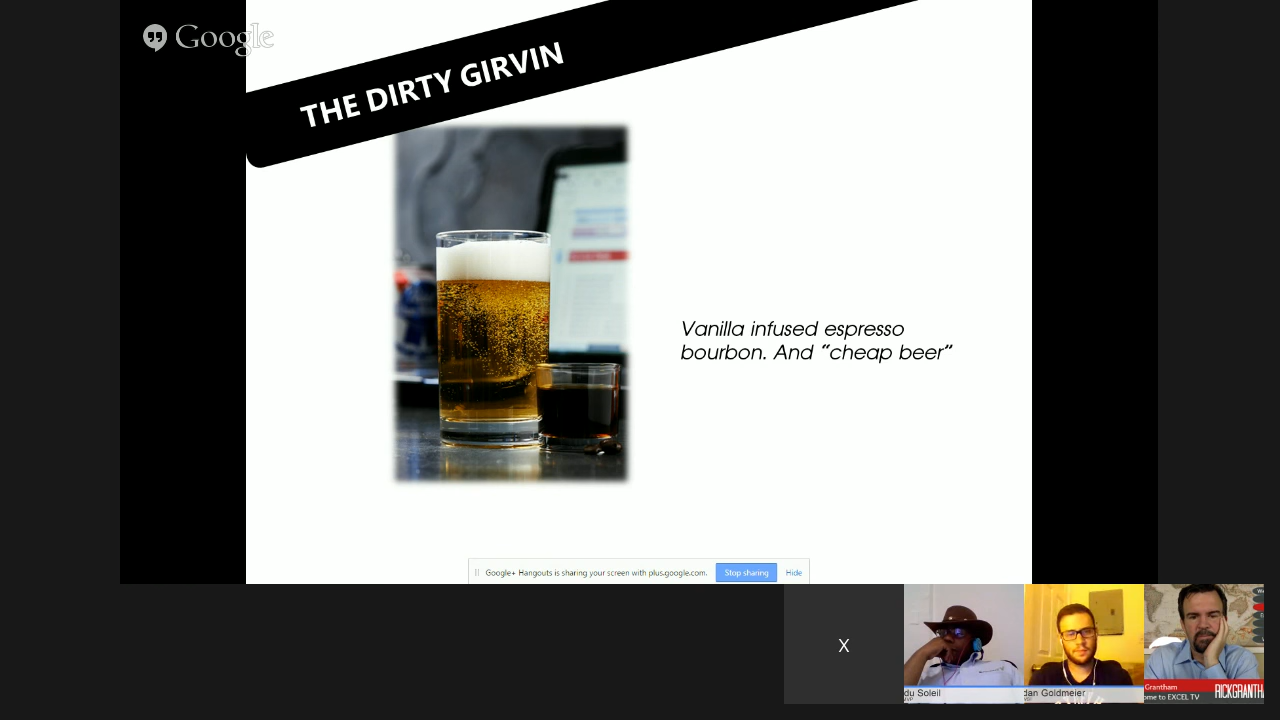 Google
THE DIRTY GIRVIN
Vanilla infused espresso
bourbon. And “cheap beer”
Google+ Hangouts is sharing your screen with plus.google.com. Stop sharing Hide
X
du Soleil
dan Goldmeier
Grantham
ome to EXCEL TV
RICKGRANTH